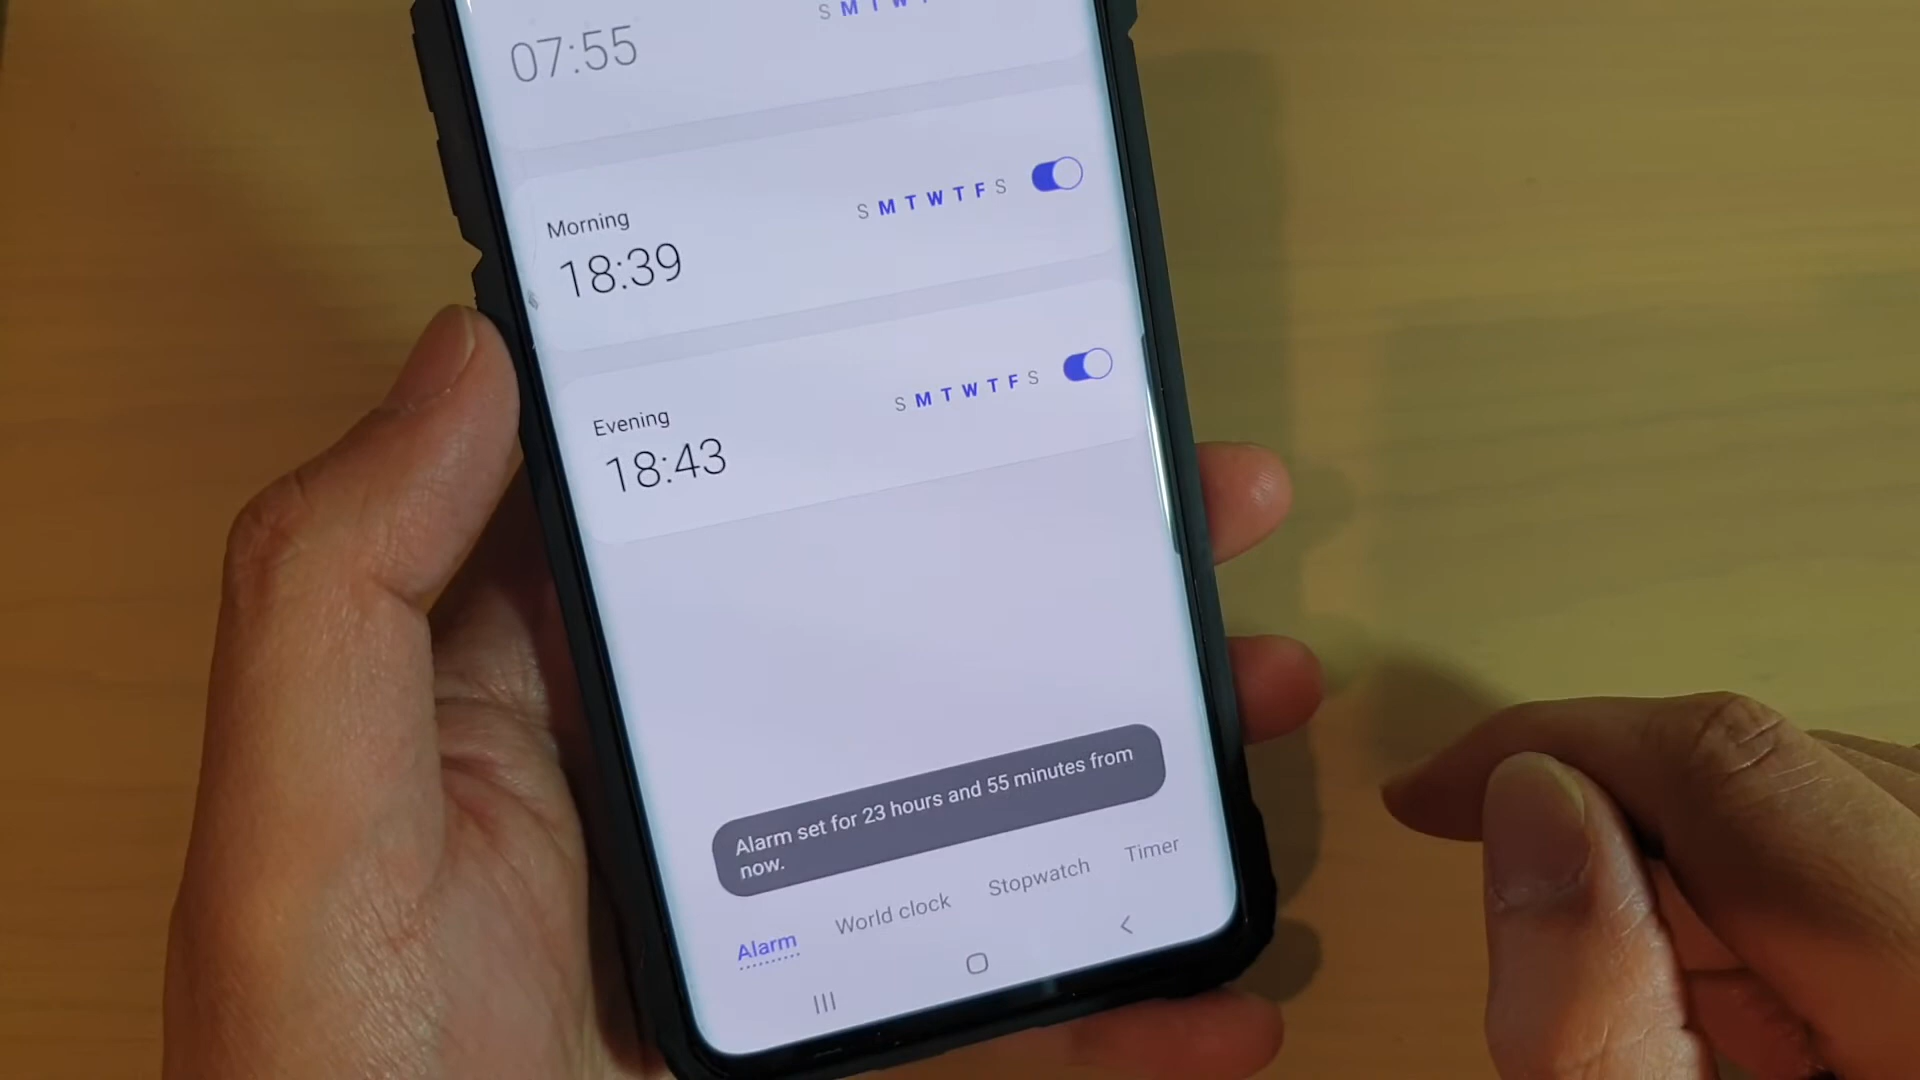 S M T W
07:55
Morning
S M T W T F S
18:39
Evening
S M T W T F S
18:43
Alarm set for 23 hours and 55 minutes from
now.
Alarm
World clock
Stopwatch
Timer